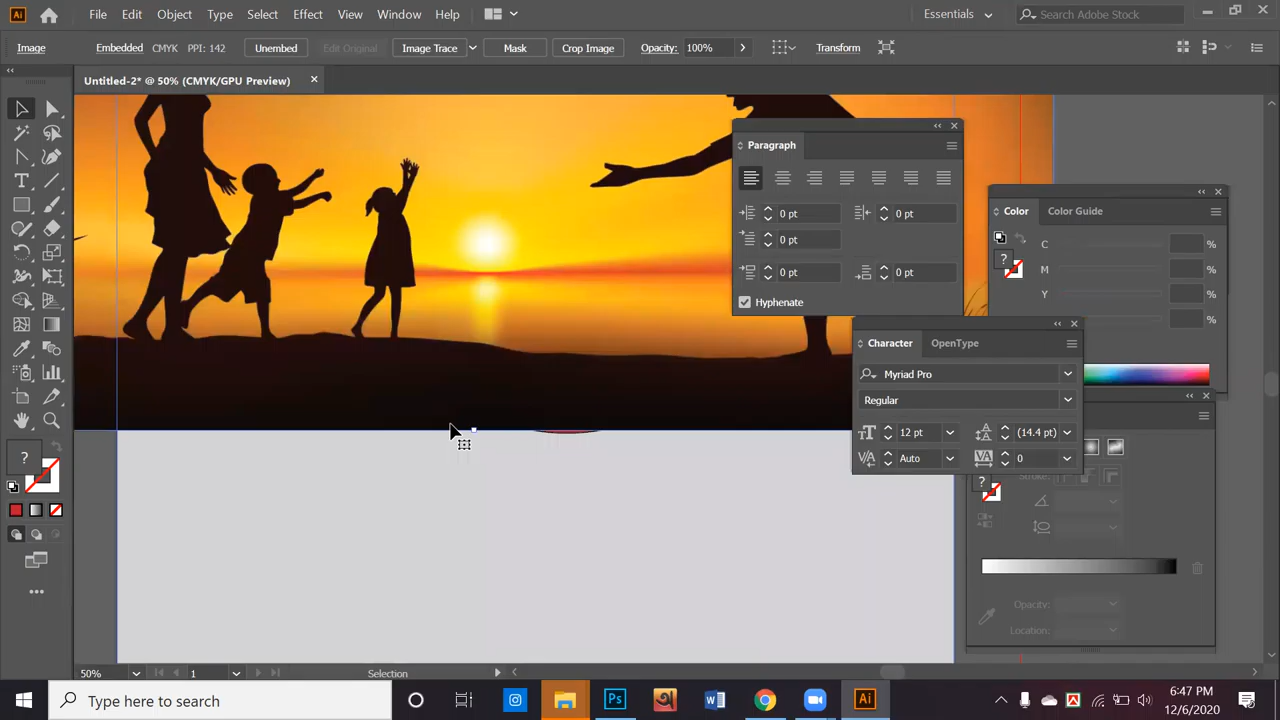 Ai File Edit Object Type Select Effect View Window Help Essentials Search Adobe Stock
Image Embedded CMYK PPI: 142 Unembed Edit Original Image Trace Mask Crop Image Opacity: 100% Transform
Untitled-2* @ 50% (CMYK/GPU Preview)
Paragraph
0 pt 0 pt
0 pt
0 pt 0 pt
Hyphenate
Color Color Guide
C %
M %
Y %
%
?
Character OpenType
Myriad Pro
Regular
12 pt (14.4 pt)
Auto 0
?
Stroke:
Opacity:
Location:
?
50% 1 Selection
Type here to search Ps Ai 6:47 PM
12/6/2020